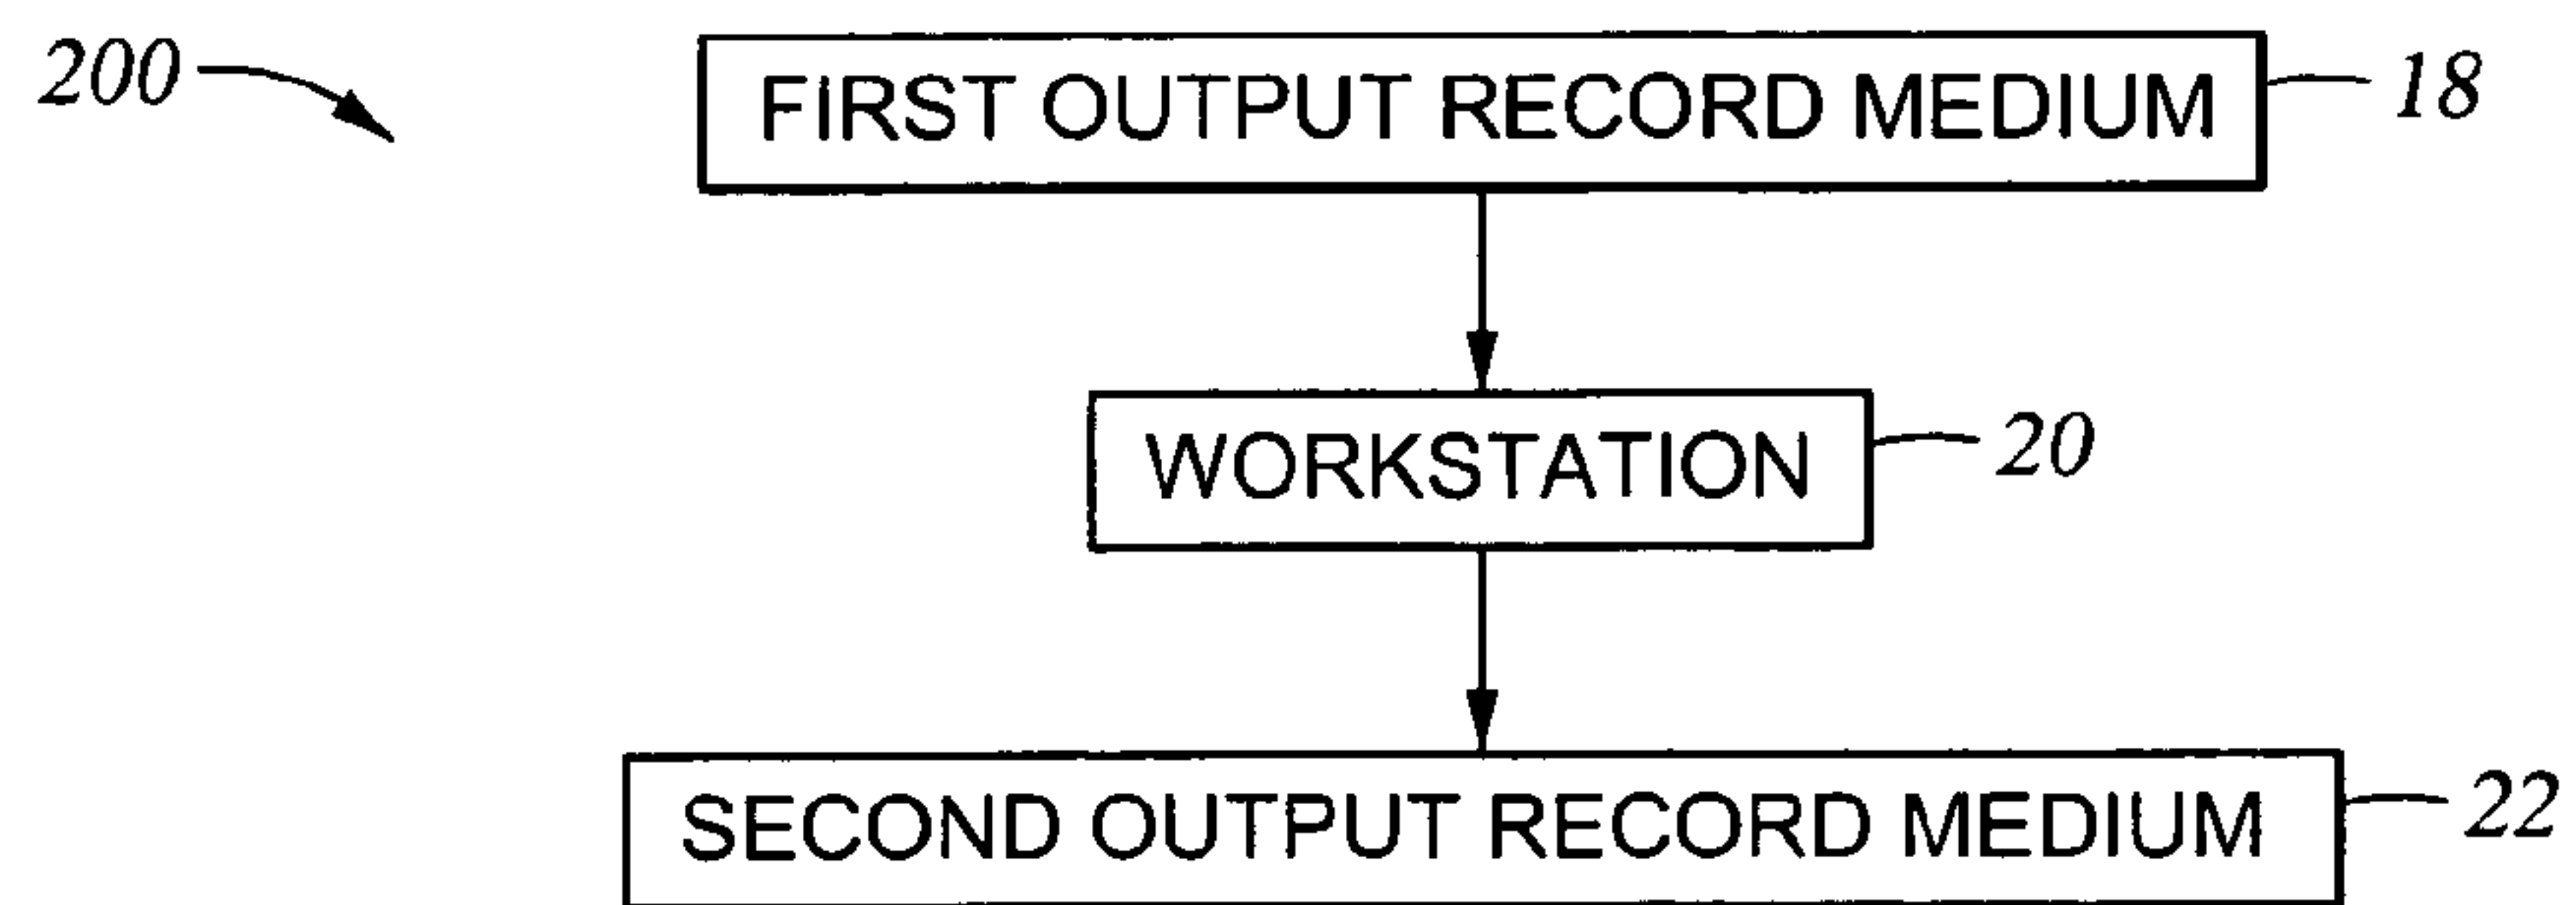 200
FIRST OUTPUT RECORD MEDIUM 18
WORKSTATION 20
SECOND OUTPUT RECORD MEDIUM 22